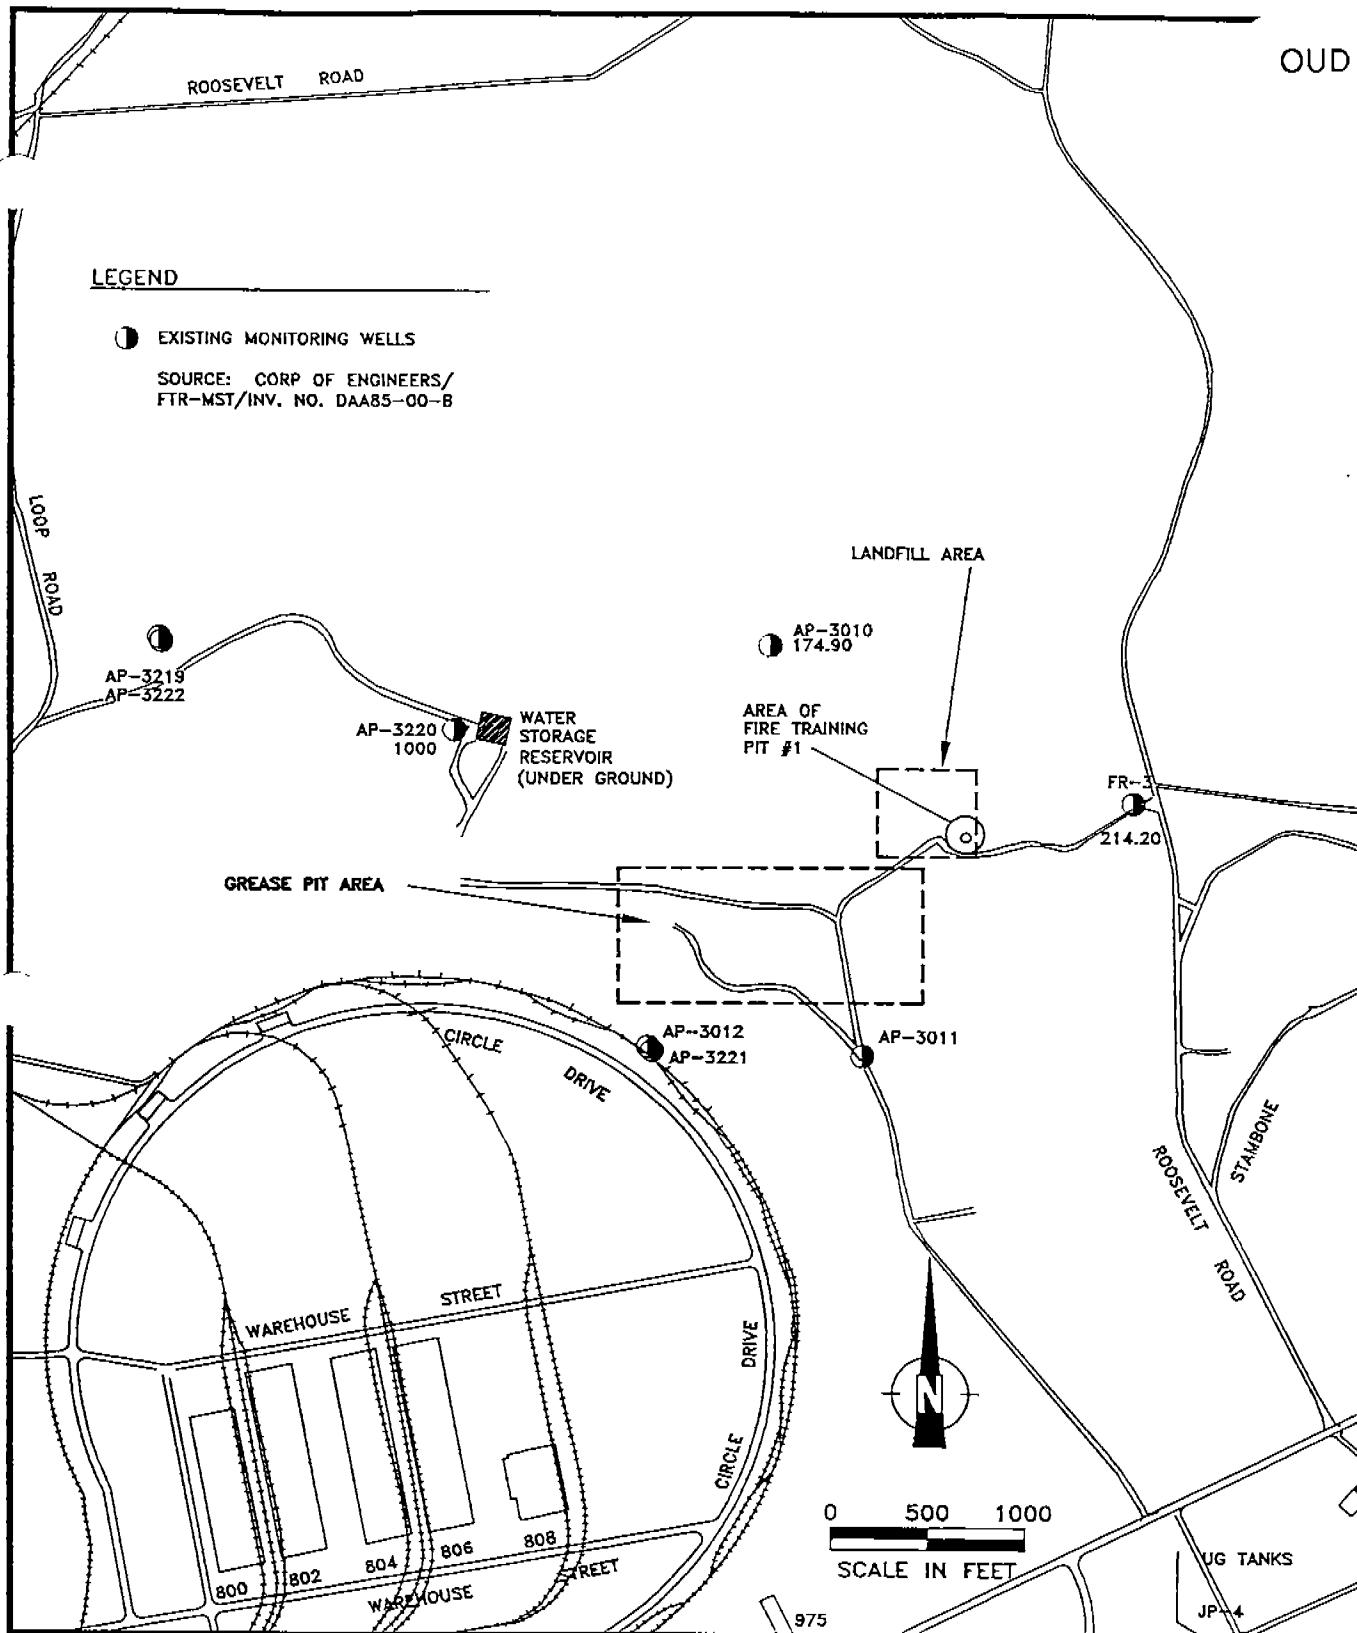 OUD
ROOSEVELT ROAD
LEGEND
EXISTING MONITORING WELLS
SOURCE: CORP OF ENGINEERS/
FTR-MST/INV. NO. DAA85-00-B
LOOP ROAD
LANDFILL AREA
AP-3010
174.90
AP-3219
AP-3222
AP-3220
1000
WATER
STORAGE
RESERVOIR
(UNDER GROUND)
AREA OF
FIRE TRAINING
PIT #1
FR-3
214.20
GREASE PIT AREA
AP-3012
AP-3221
AP-3011
CIRCLE DRIVE
STAMBONE
ROOSEVELT ROAD
WAREHOUSE STREET
CIRCLE DRIVE
N
0 500 1000
SCALE IN FEET
800
802
804
806
808
WAREHOUSE STREET
975
UG TANKS
JP-4